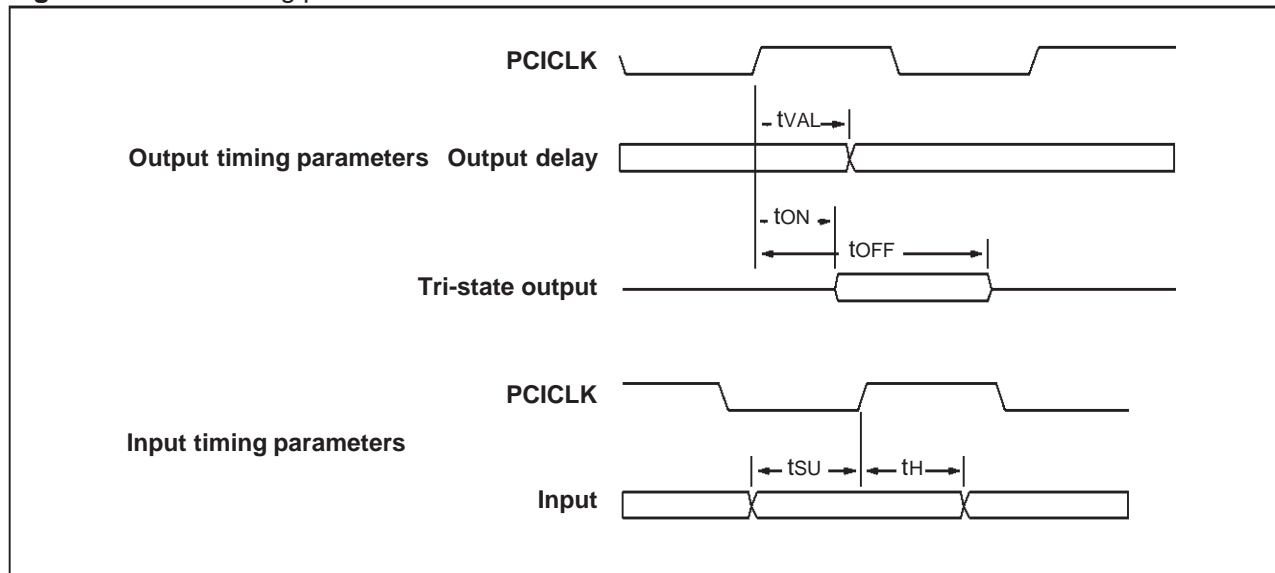 PCICLK
tVAL
Output timing parameters Output delay
tON
tOFF
Tri-state output
PCICLK
Input timing parameters
tSU tH
Input